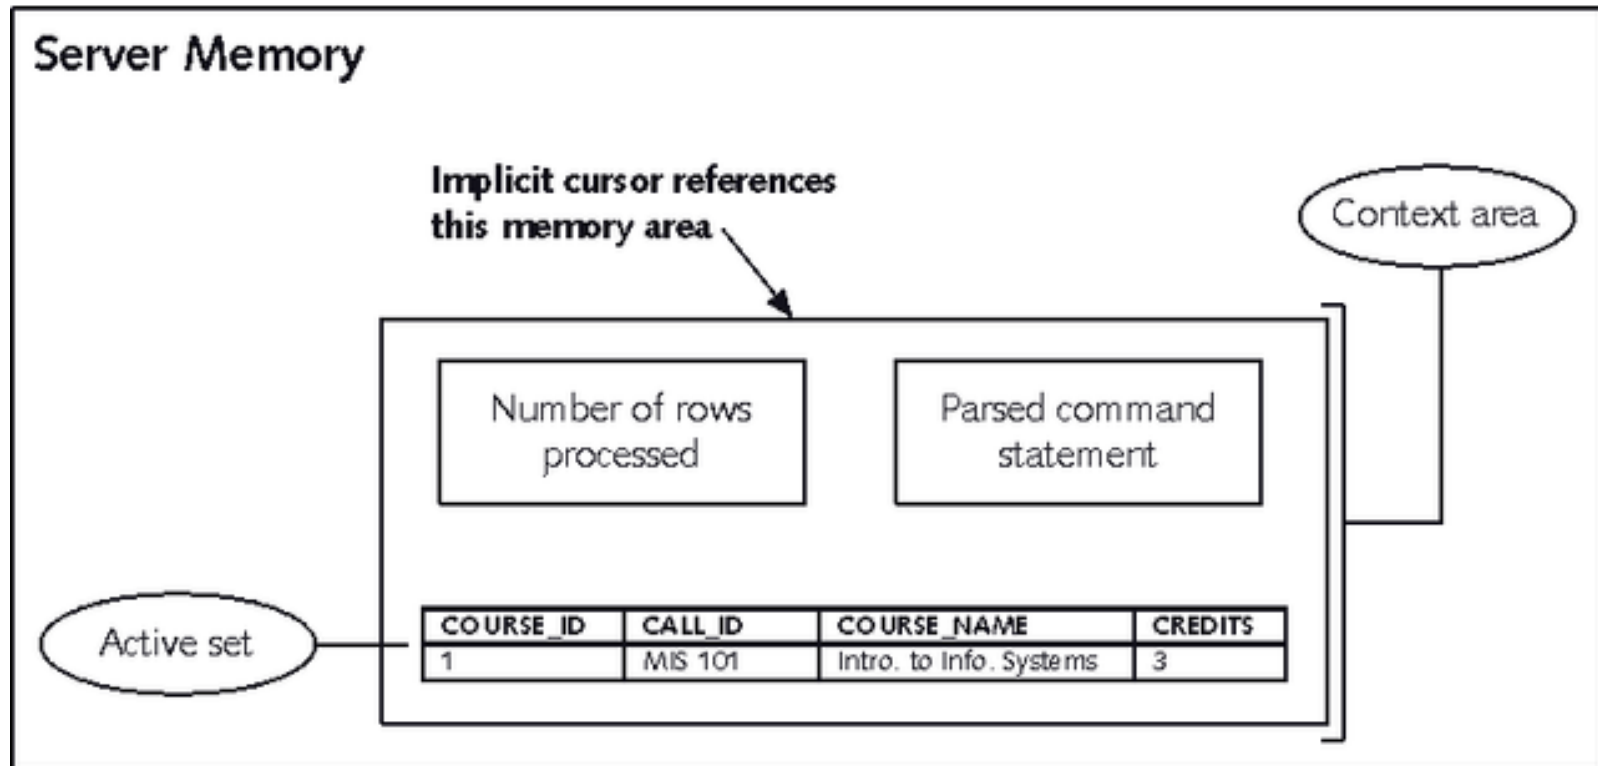 Server Memory
Implicit cursor references
this memory area
Context area
Number of rows
processed
Parsed command
statement
Active set
COURSE_ID CALL_ID COURSE_NAME CREDITS
1 MIS 101 Intro. to Info. Systems 3